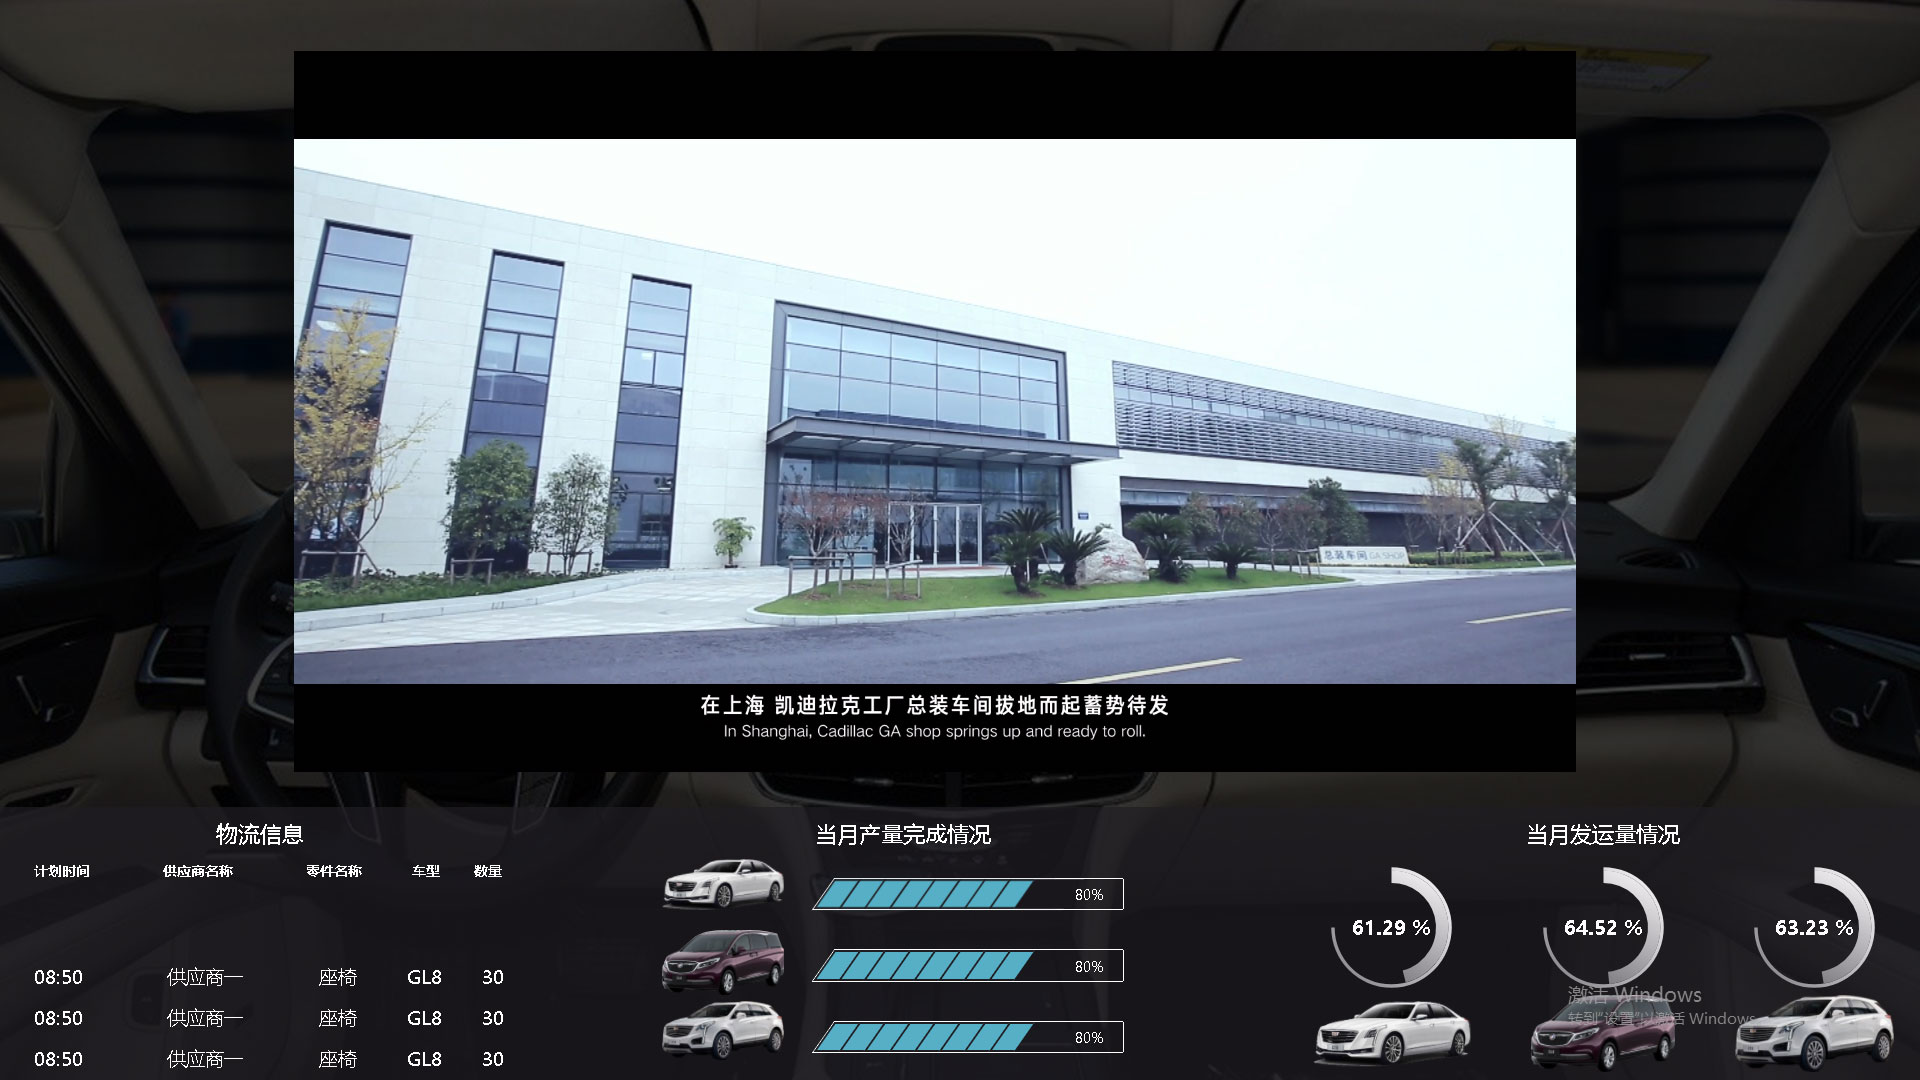 总装车间 GA SHOP
在上海 凯迪拉克工厂总装车间拔地而起蓄势待发
In Shanghai, Cadillac GA shop springs up and ready to roll.
物流信息
计划时间 供应商名称 零件名称 车型 数量
08:50 供应商一 座椅 GL8 30
08:50 供应商一 座椅 GL8 30
08:50 供应商一 座椅 GL8 30
当月产量完成情况
80%
80%
80%
当月发运量情况
61.29 % 64.52 % 63.23 %
激活 Windows
转到"设置"以激活 Windows